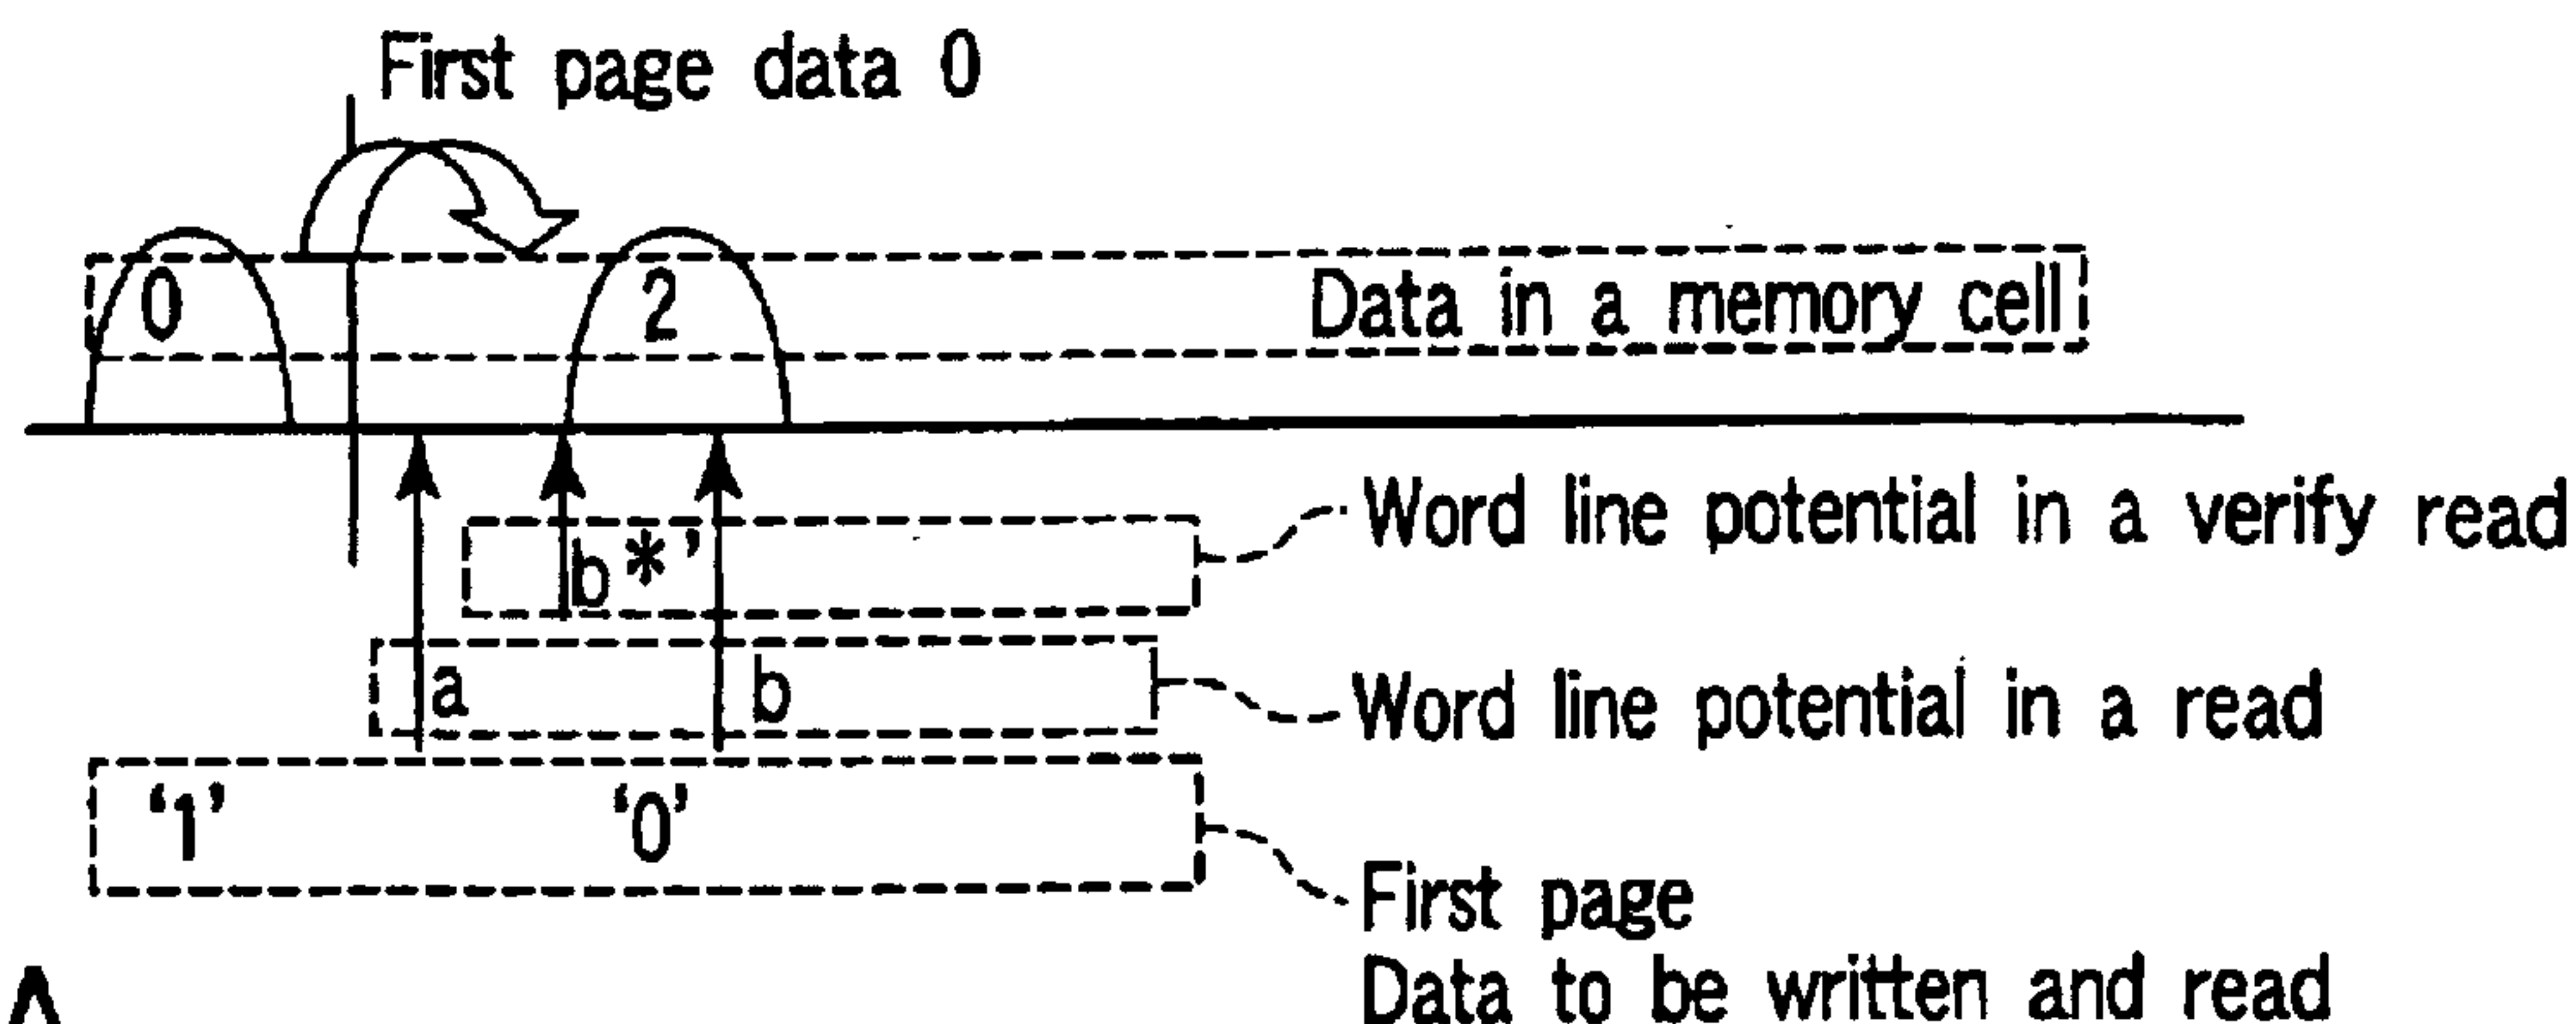 First page data 0
0 2 Data in a memory cell
b*' Word line potential in a verify read
a b Word line potential in a read
‘1’ ‘0’
First page
Data to be written and read